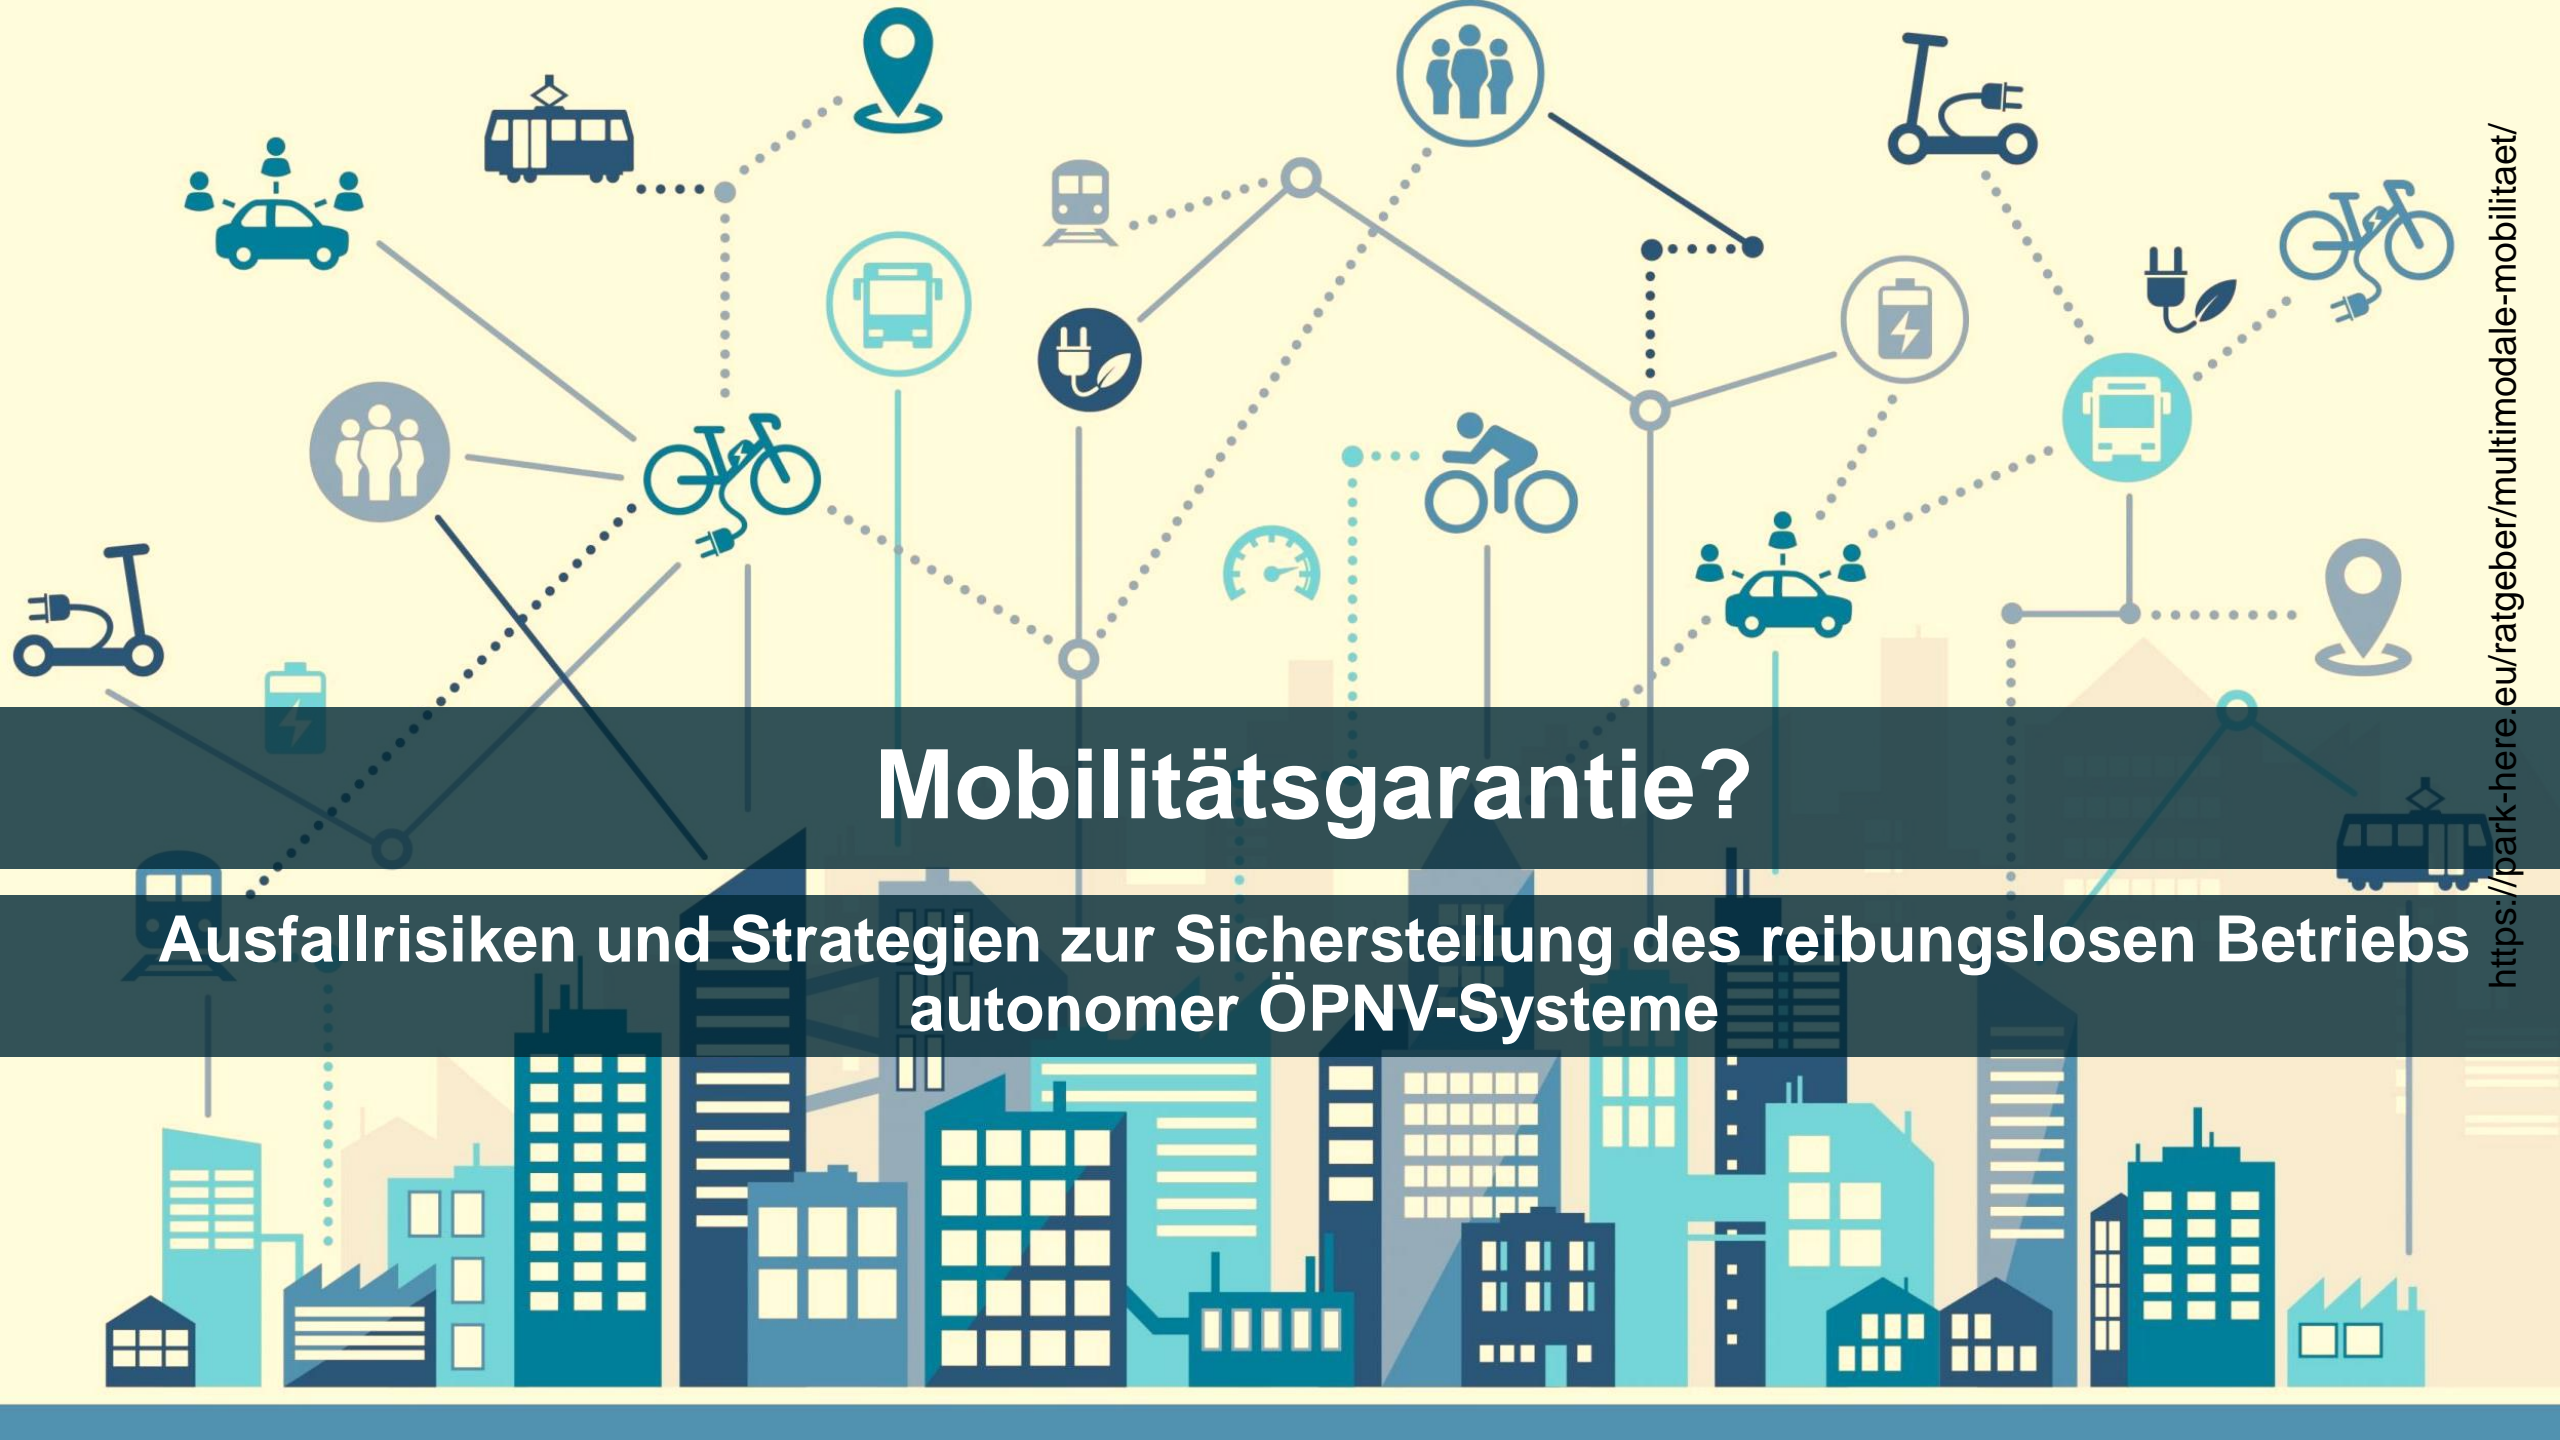 Mobilitätsgarantie?
Ausfallrisiken und Strategien zur Sicherstellung des reibungslosen Betriebs
autonomer ÖPNV-Systeme
https://park-here.eu/ratgeber/multimodale-mobilitaet/